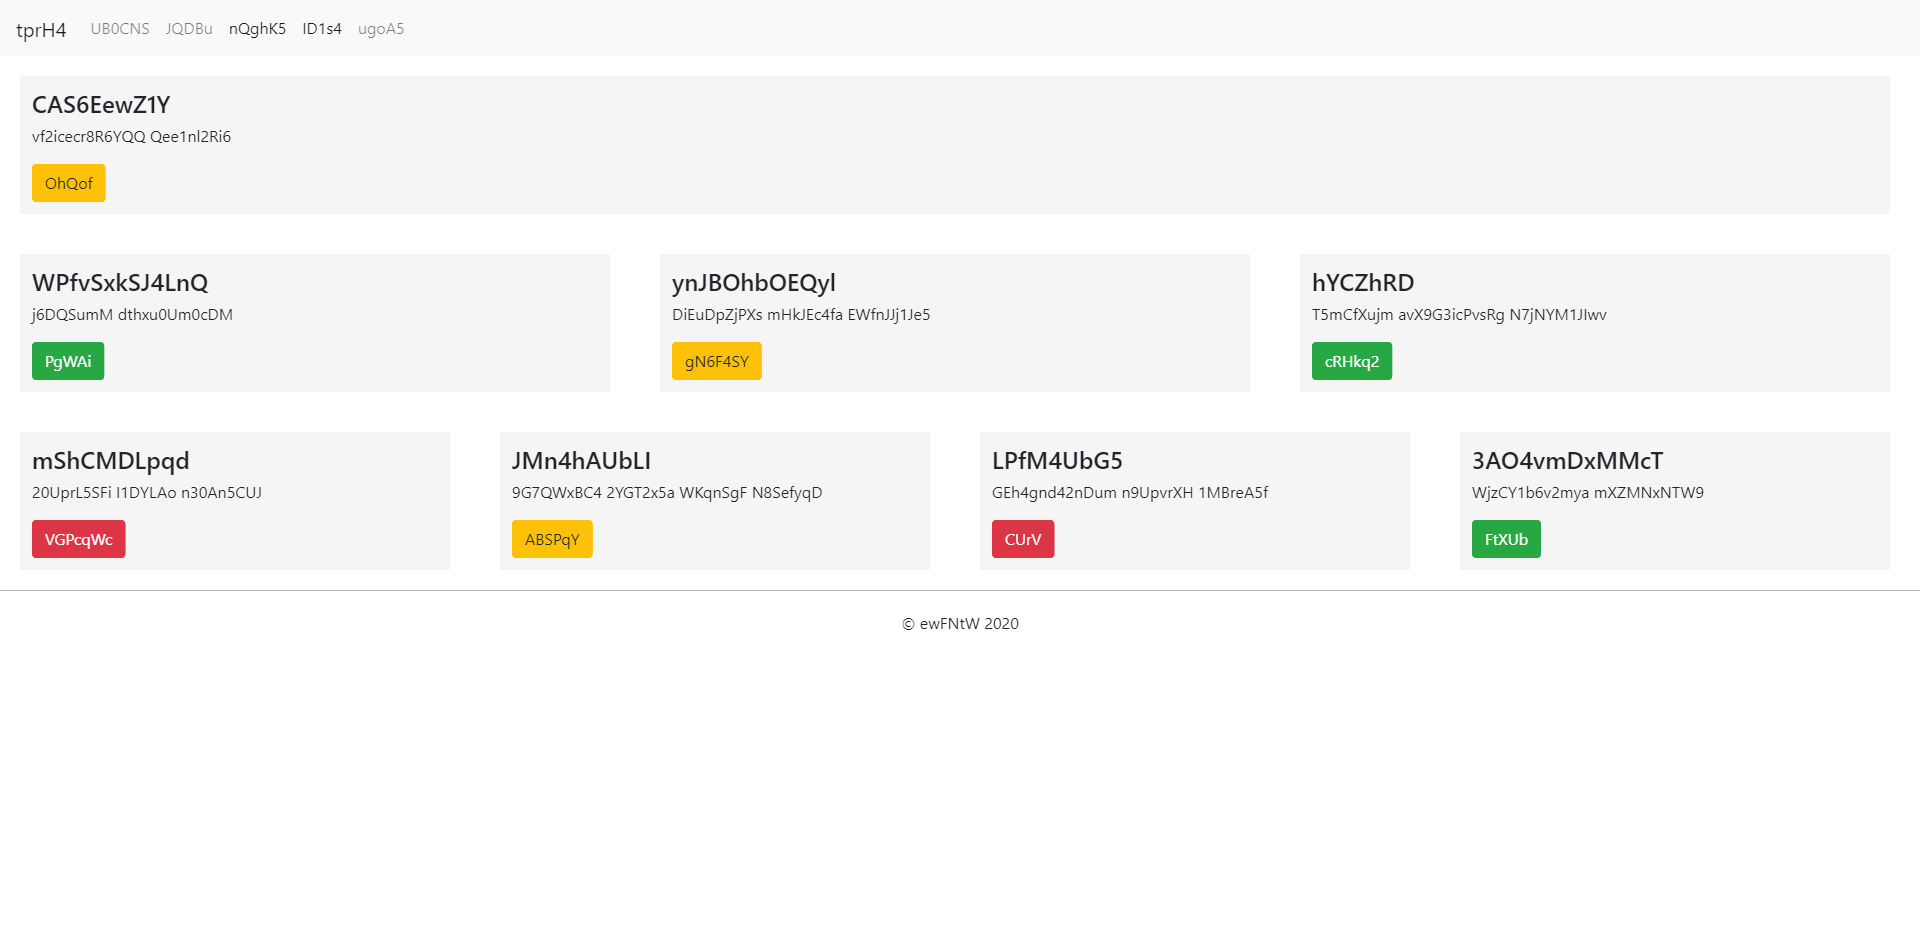 tprH4 UB0CNS JQDBu nQghK5 ID1s4 ugoA5
CAS6EewZ1Y
vf2icecr8R6YQQ Qee1nl2Ri6
OhQof
WPfvSxkSJ4LnQ
j6DQSumM dthxu0Um0cDM
PgWAi
ynJBOhbOEQyl
DiEuDpZjPXs mHkJEc4fa EWfnJJj1Je5
gN6F4SY
hYCZhRD
T5mCfXujm avX9G3icPvsRg N7jNYM1JIwv
cRHkq2
mShCMDLpqd
20UprL5SFi I1DYLAo n30An5CUJ
VGPcqWc
JMn4hAUbLI
9G7QWxBC4 2YGT2x5a WKqnSgF N8SefyqD
ABSPqY
LPfM4UbG5
GEh4gnd42nDum n9UpvrXH 1MBreA5f
CUrV
3AO4vmDxMMcT
WjzCY1b6v2mya mXZMNxNTW9
FtXUb
© ewFNtW 2020